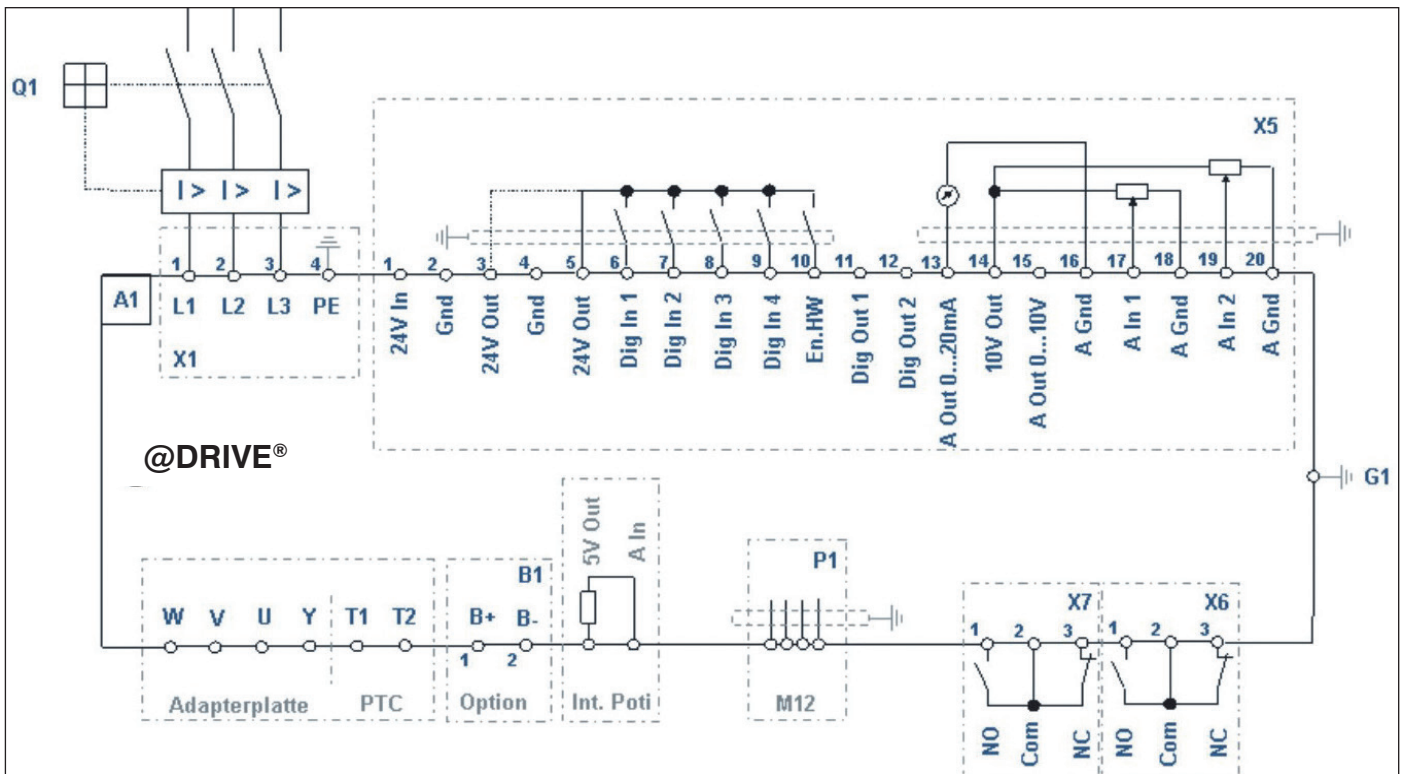 Q1
X5
I > I > I >
1 2 3 4
1 2 3 4 5 6 7 8 9 10 11 12 13 14 15 16 17 18 19 20
A1
L1 L2 L3 PE
X1
24V In
Gnd
24V Out
Gnd
24V Out
Dig In 1
Dig In 2
Dig In 3
Dig In 4
En.HW
Dig Out 1
Dig Out 2
A Out 0...20mA
10V Out
A Out 0...10V
A Gnd
A In 1
A Gnd
A In 2
A Gnd
@DRIVE®
G1
W V U Y T1 T2
Adapterplatte PTC
B1
B+ B-
1 2
Option
5V Out
A In
Int. Poti
P1
M12
X7
1 2 3
NO
Com
NC
X6
1 2 3
NO
Com
NC